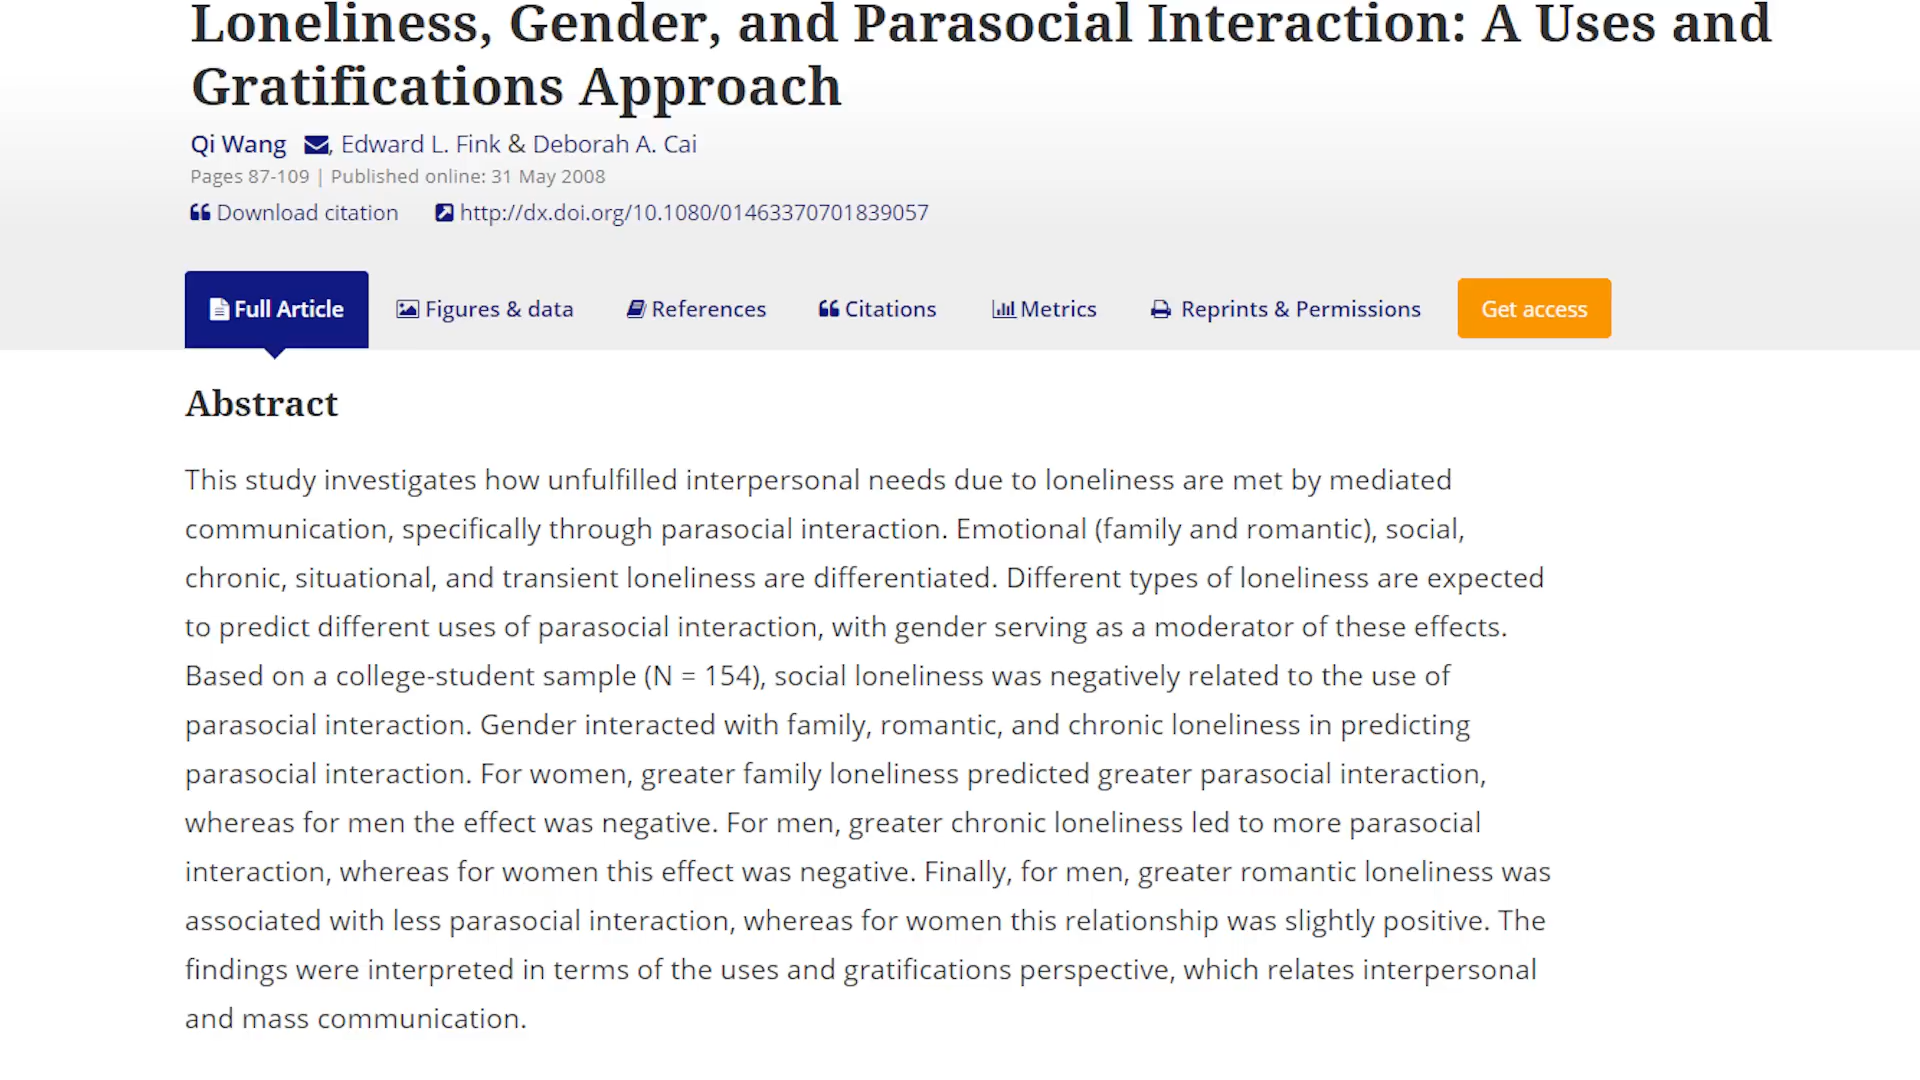 Loneliness, Gender, and Parasocial Interaction: A Uses and
Gratifications Approach
Qi Wang , Edward L. Fink & Deborah A. Cai
Pages 87-109 | Published online: 31 May 2008
Download citation http://dx.doi.org/10.1080/01463370701839057
Full Article Figures & data References Citations Metrics Reprints & Permissions Get access
Abstract
This study investigates how unfulfilled interpersonal needs due to loneliness are met by mediated
communication, specifically through parasocial interaction. Emotional (family and romantic), social,
chronic, situational, and transient loneliness are differentiated. Different types of loneliness are expected
to predict different uses of parasocial interaction, with gender serving as a moderator of these effects.
Based on a college-student sample (N = 154), social loneliness was negatively related to the use of
parasocial interaction. Gender interacted with family, romantic, and chronic loneliness in predicting
parasocial interaction. For women, greater family loneliness predicted greater parasocial interaction,
whereas for men the effect was negative. For men, greater chronic loneliness led to more parasocial
interaction, whereas for women this effect was negative. Finally, for men, greater romantic loneliness was
associated with less parasocial interaction, whereas for women this relationship was slightly positive. The
findings were interpreted in terms of the uses and gratifications perspective, which relates interpersonal
and mass communication.